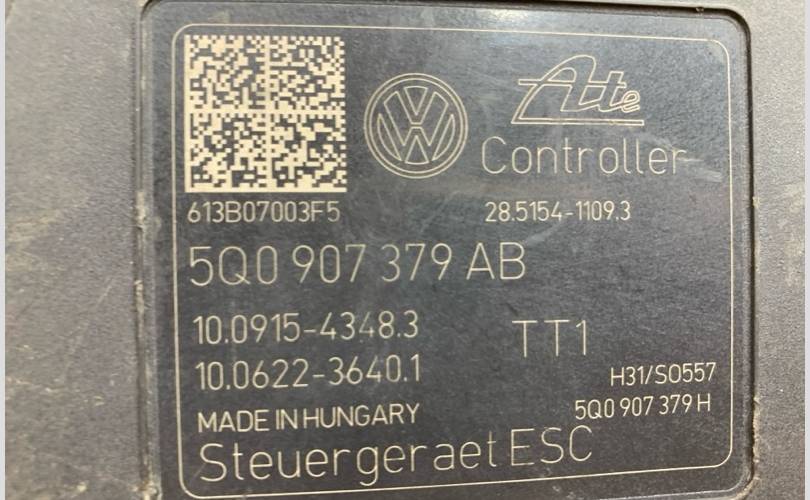 Ate
Controller
613B07003F5 28.5154-1109.3
5Q0 907 379 AB
10.0915-4348.3
TT1
10.0622-3640.1
H31/SO557
MADE IN HUNGARY
5Q0 907 379 H
Steuergeraet ESC